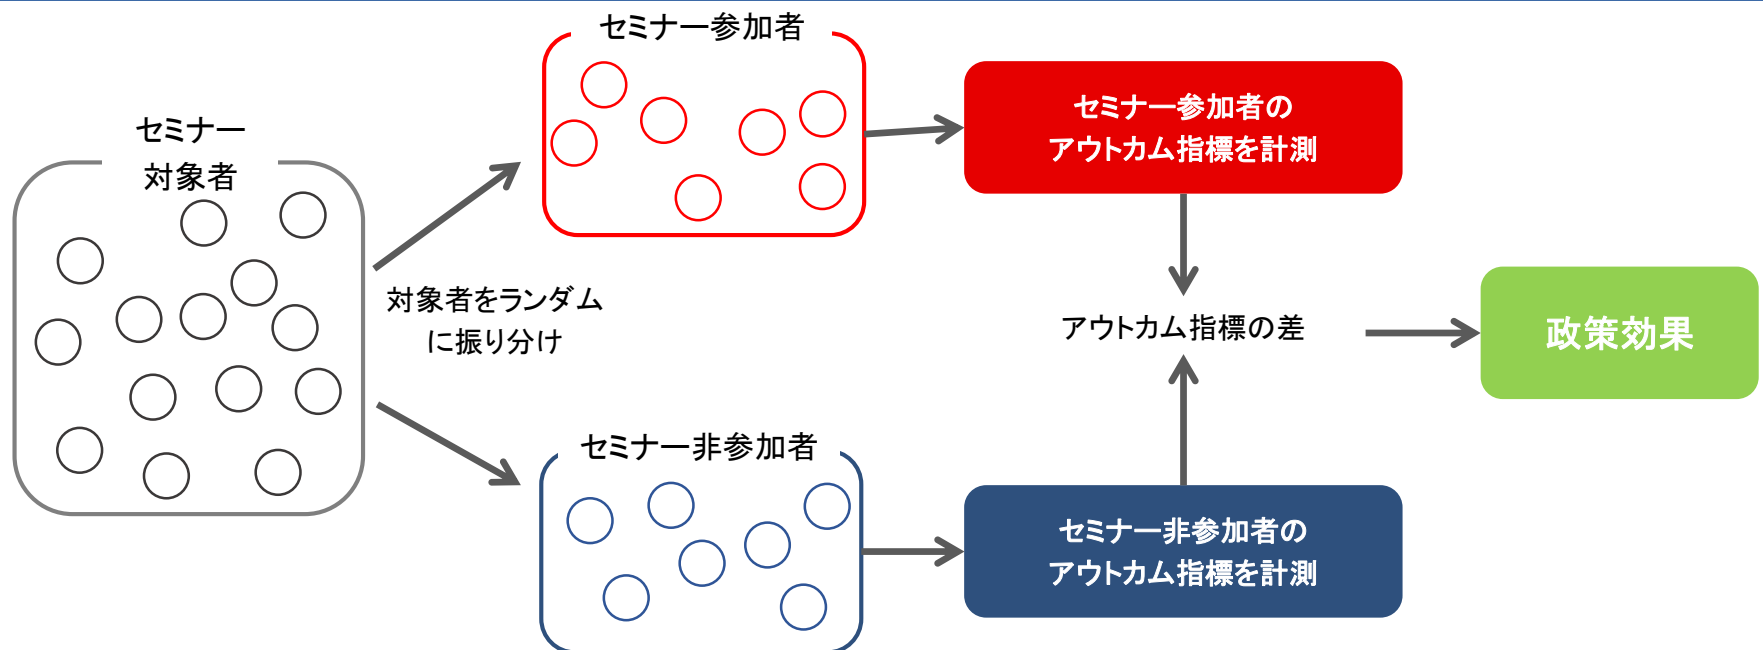 セミナー
対象者
対象者をランダム
に振り分け
セミナー参加者
セミナー参加者の
アウトカム指標を計測
アウトカム指標の差
政策効果
セミナー非参加者
セミナー非参加者の
アウトカム指標を計測